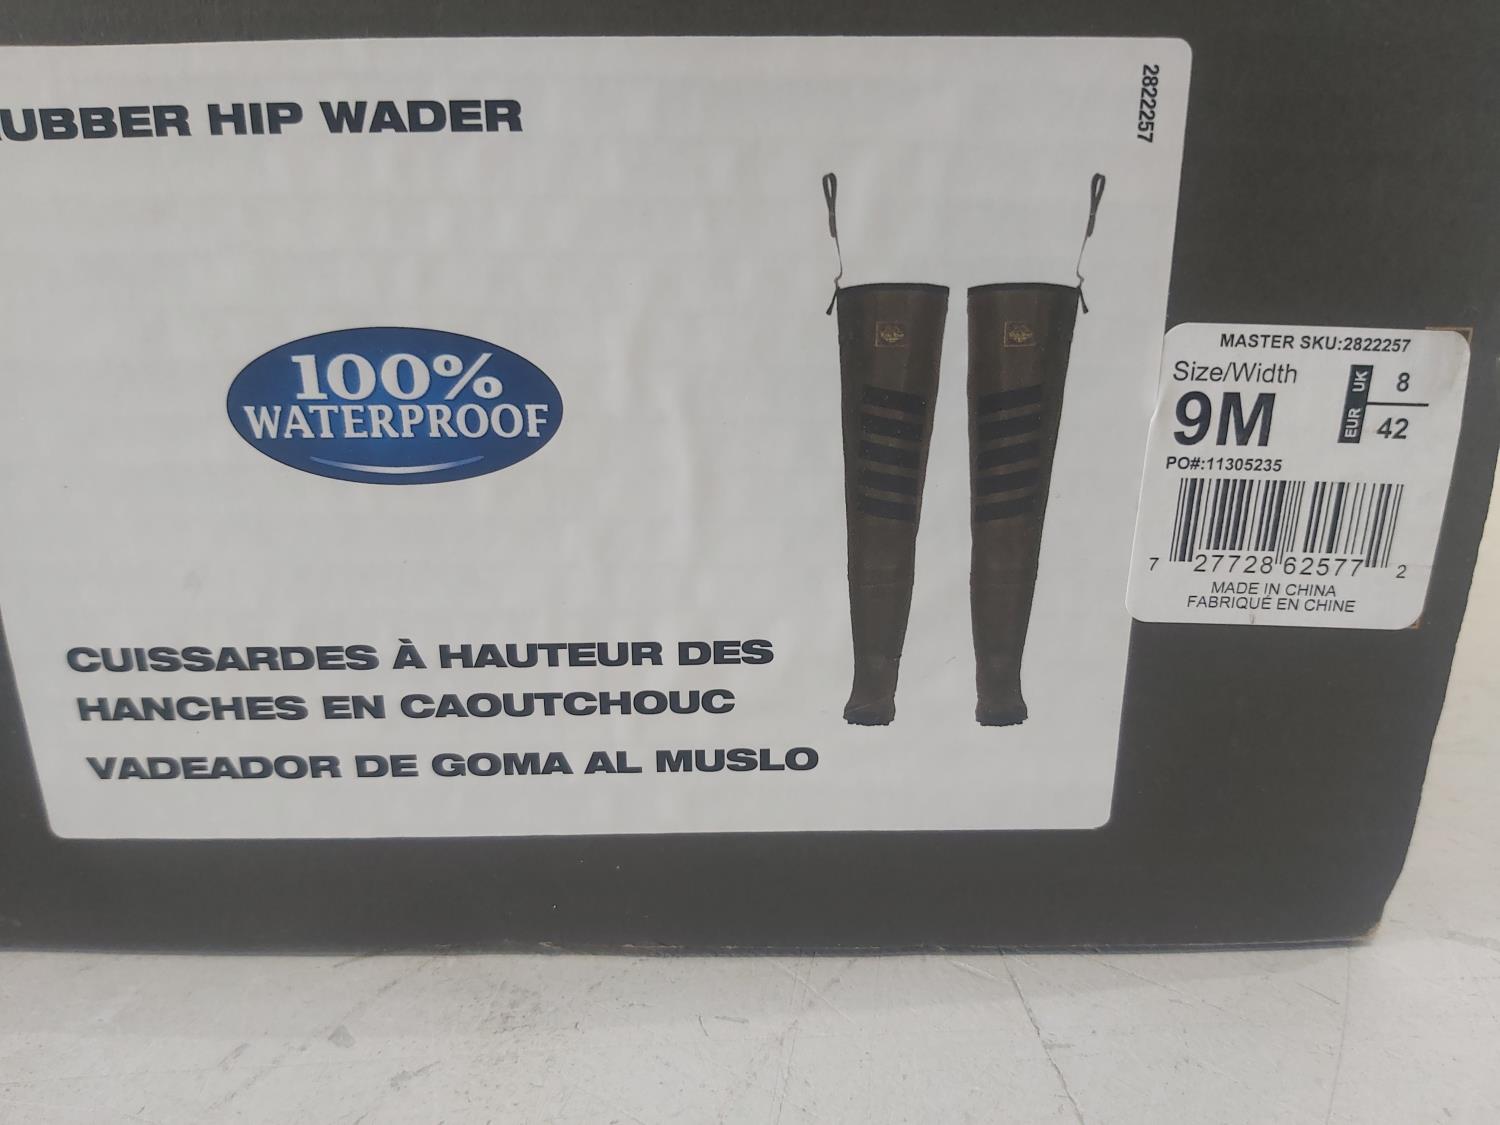 UBBER HIP WADER
2822257
100%
WATERPROOF
CUISSARDES À HAUTEUR DES
HANCHES EN CAOUTCHOUC
VADEADOR DE GOMA AL MUSLO
MASTER SKU:2822257
Size/Width
9M
UK 8
EUR 42
PO#:11305235
7 27728 62577 2
MADE IN CHINA
FABRIQUÉ EN CHINE